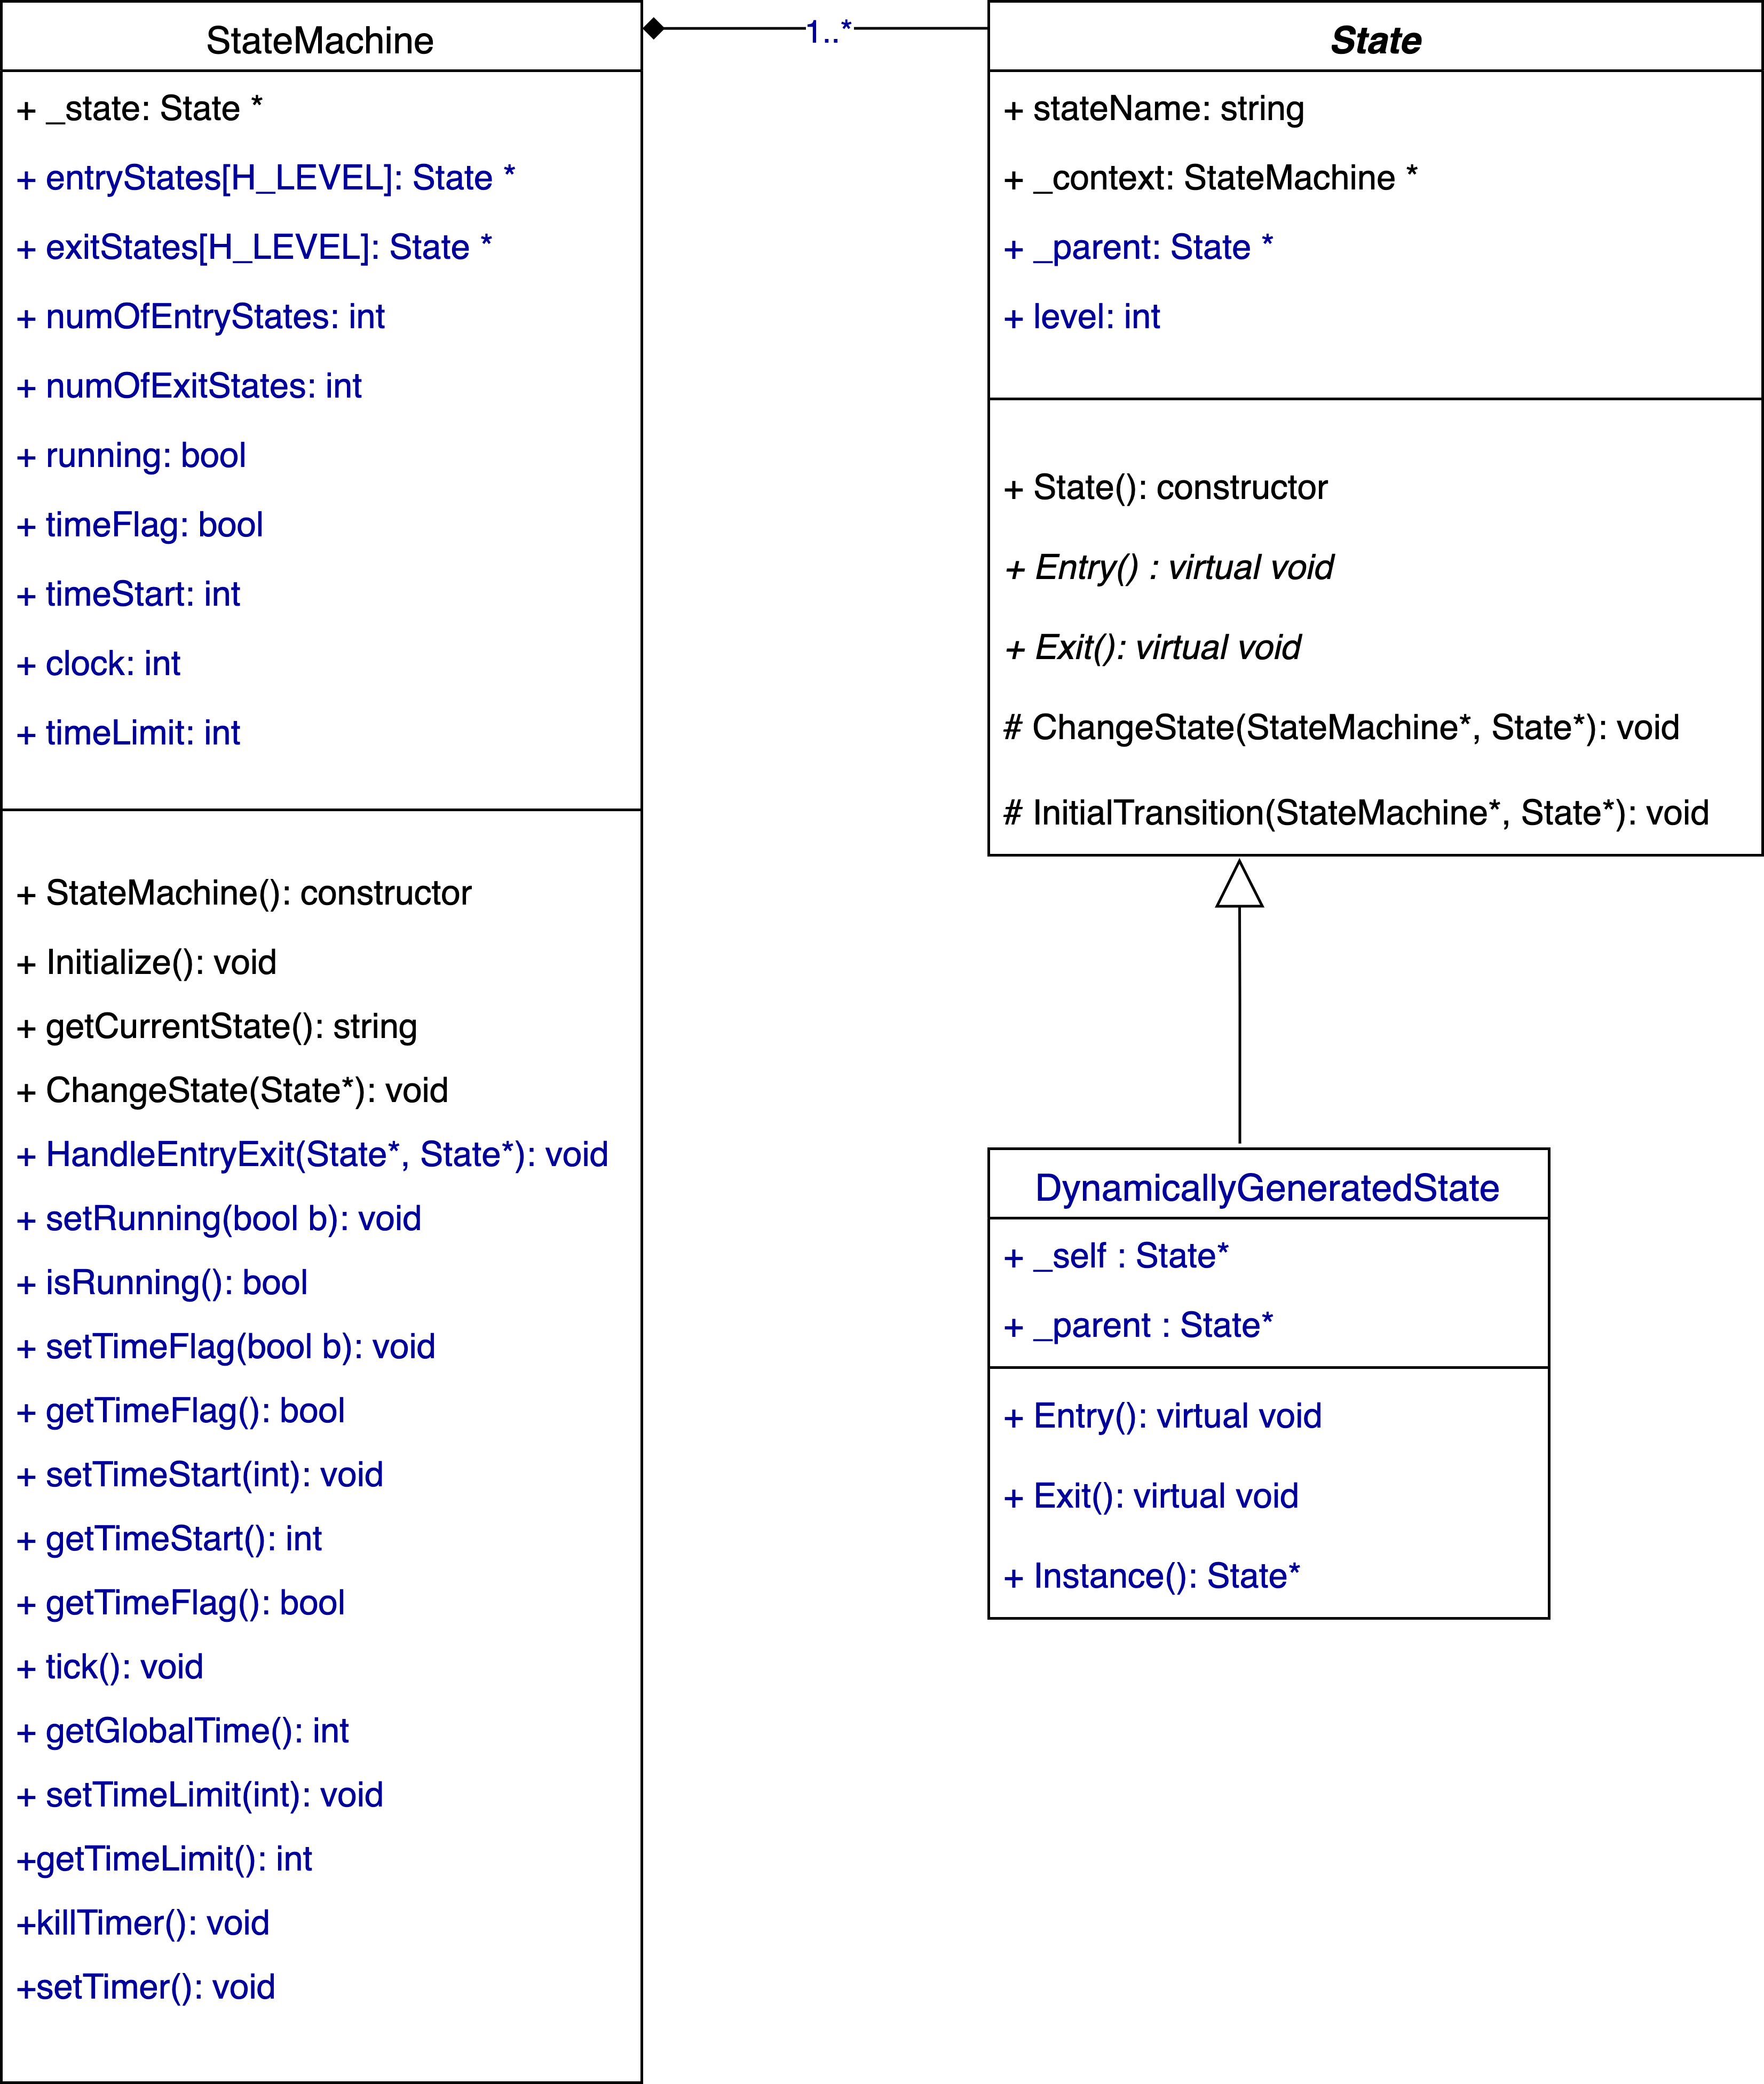 StateMachine
+ _state: State *
+ entryStates[H_LEVEL]: State *
+ exitStates[H_LEVEL]: State *
+ numOfEntryStates: int
+ numOfExitStates: int
+ running: bool
+ timeFlag: bool
+ timeStart: int
+ clock: int
+ timeLimit: int
+ StateMachine(): constructor
+ Initialize(): void
+ getCurrentState(): string
+ ChangeState(State*): void
+ HandleEntryExit(State*, State*): void
+ setRunning(bool b): void
+ isRunning(): bool
+ setTimeFlag(bool b): void
+ getTimeFlag(): bool
+ setTimeStart(int): void
+ getTimeStart(): int
+ getTimeFlag(): bool
+ tick(): void
+ getGlobalTime(): int
+ setTimeLimit(int): void
+getTimeLimit(): int
+killTimer(): void
+setTimer(): void
1..*
State
+ stateName: string
+ _context: StateMachine *
+ _parent: State *
+ level: int
+ State(): constructor
+ Entry() : virtual void
+ Exit(): virtual void
# ChangeState(StateMachine*, State*): void
# InitialTransition(StateMachine*, State*): void
DynamicallyGeneratedState
+ _self : State*
+ _parent : State*
+ Entry(): virtual void
+ Exit(): virtual void
+ Instance(): State*